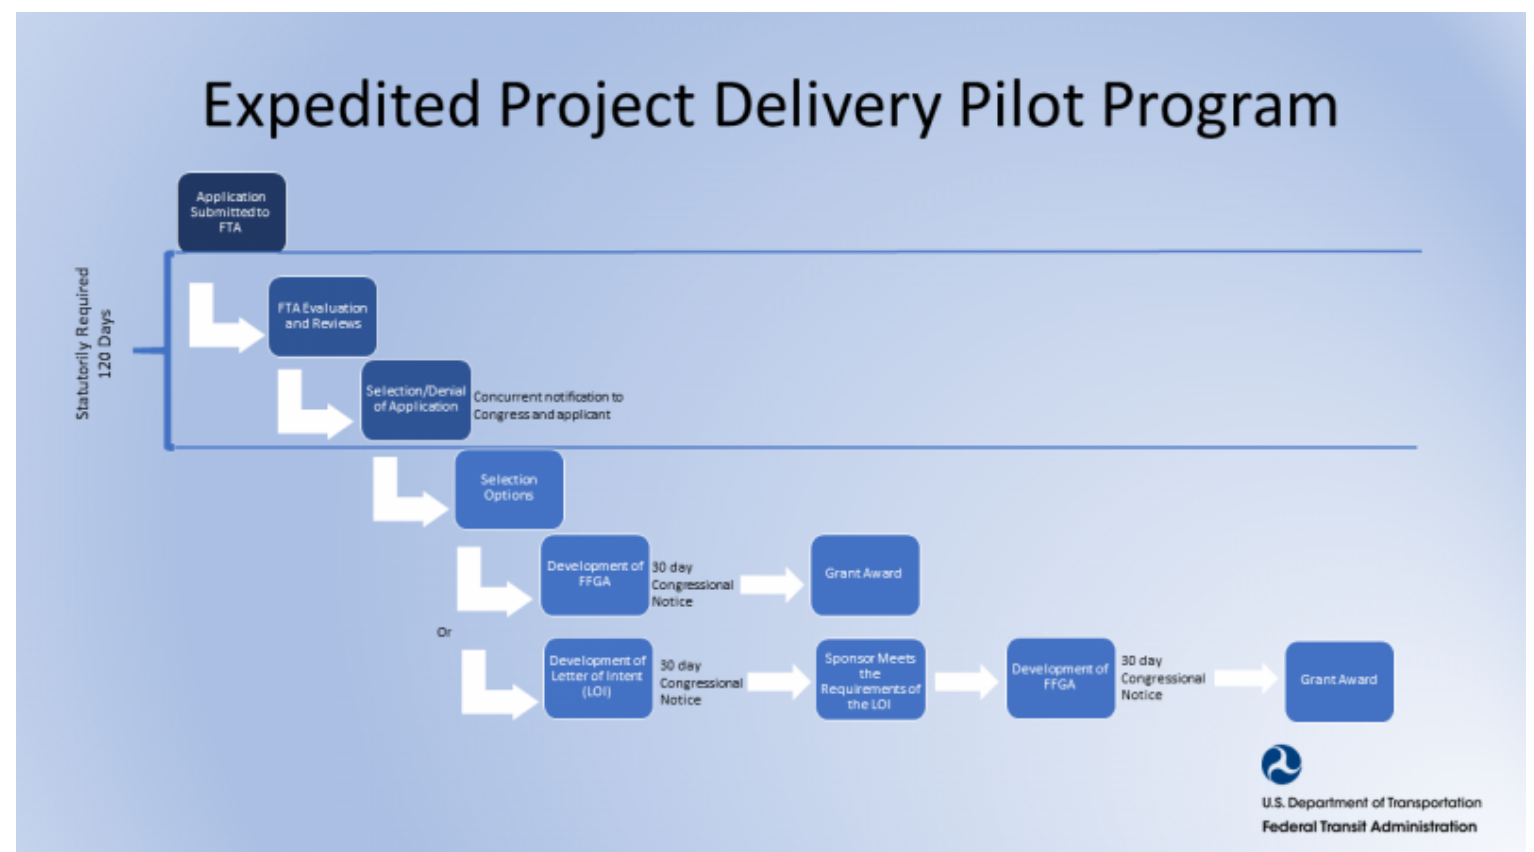 Expedited Project Delivery Pilot Program
Application
Submitted to
FTA
Statutorily Required
120 Days
FTA Evaluation
and Reviews
Selection/Denial
of Application
Concurrent notification to
Congress and applicant
Selection
Options
Development of
FFGA
30 day
Congressional
Notice
Grant Award
Or
Development of
Letter of Intent
(LOI)
30 day
Congressional
Notice
Sponsor Meets
the
Requirements of
the LOI
Development of
FFGA
30 day
Congressional
Notice
Grant Award
U.S. Department of Transportation
Federal Transit Administration